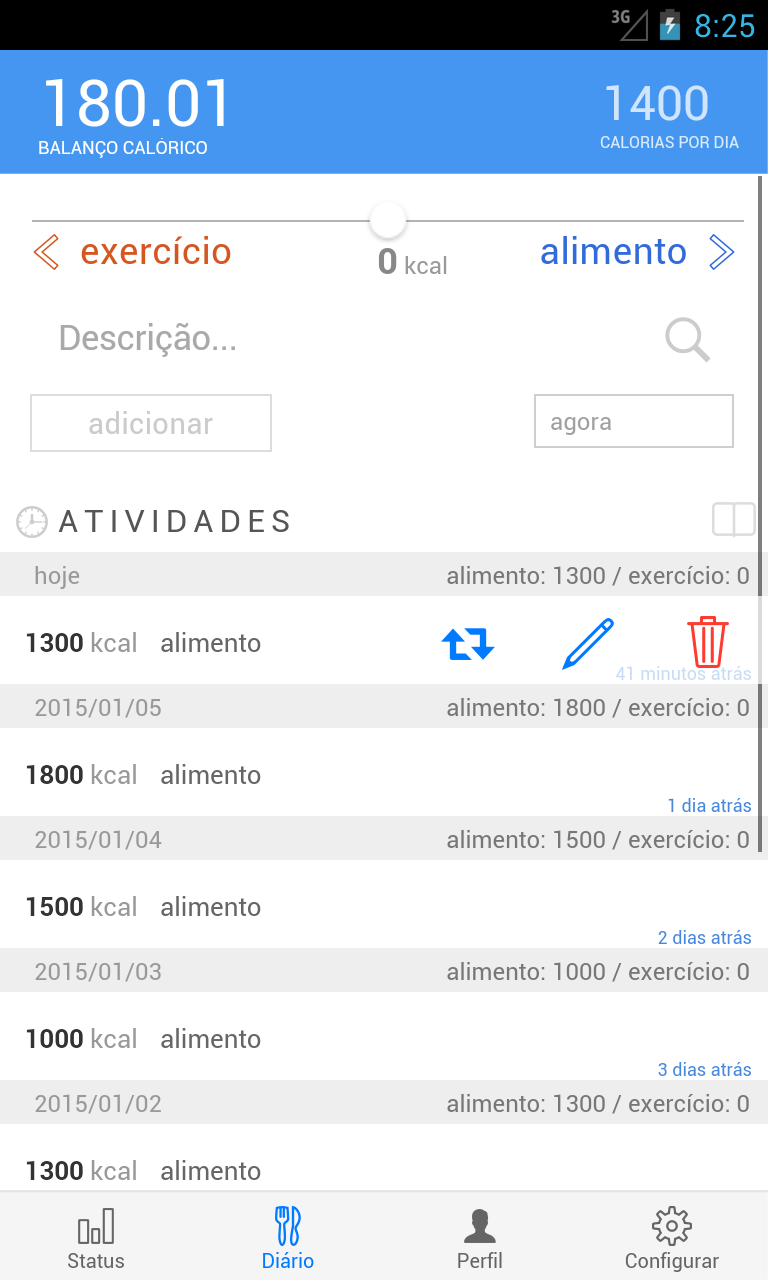 3G 8:25
180.01 1400
BALANÇO CALÓRICO CALORIAS POR DIA
exercício 0 kcal alimento
Descrição...
adicionar agora
ATIVIDADES
hoje alimento: 1300 / exercício: 0
1300 kcal alimento
41 minutos atrás
2015/01/05 alimento: 1800 / exercício: 0
1800 kcal alimento
1 dia atrás
2015/01/04 alimento: 1500 / exercício: 0
1500 kcal alimento
2 dias atrás
2015/01/03 alimento: 1000 / exercício: 0
1000 kcal alimento
3 dias atrás
2015/01/02 alimento: 1300 / exercício: 0
1300 kcal alimento
Status Diário Perfil Configurar